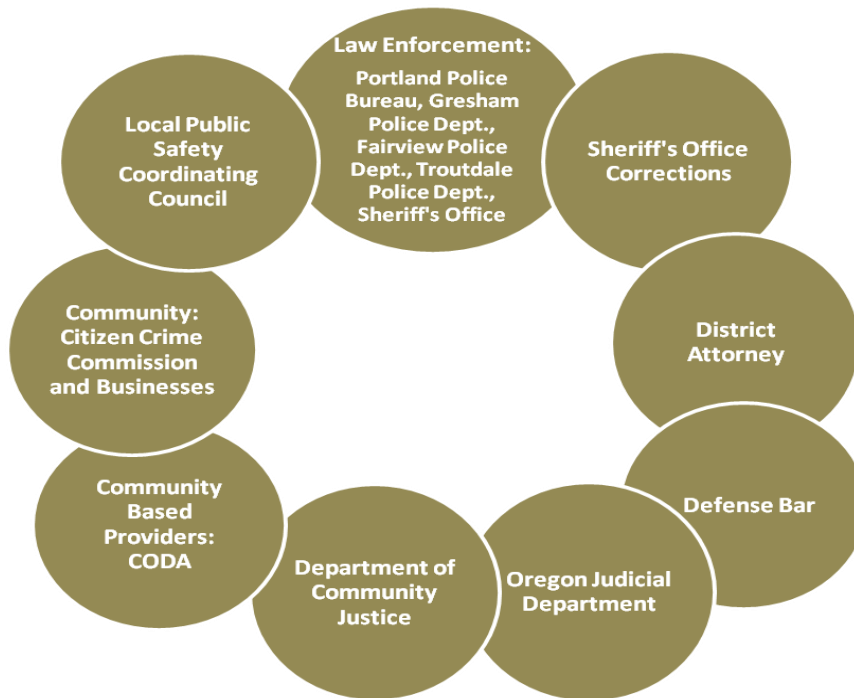 Law Enforcement:
Portland Police
Bureau, Gresham
Police Dept.,
Fairview Police
Dept., Troutdale
Police Dept.,
Sheriff's Office
Sheriff's Office
Corrections
District
Attorney
Defense Bar
Oregon Judicial
Department
Department of
Community
Justice
Community
Based
Providers:
CODA
Community:
Citizen Crime
Commission
and Businesses
Local Public
Safety
Coordinating
Council